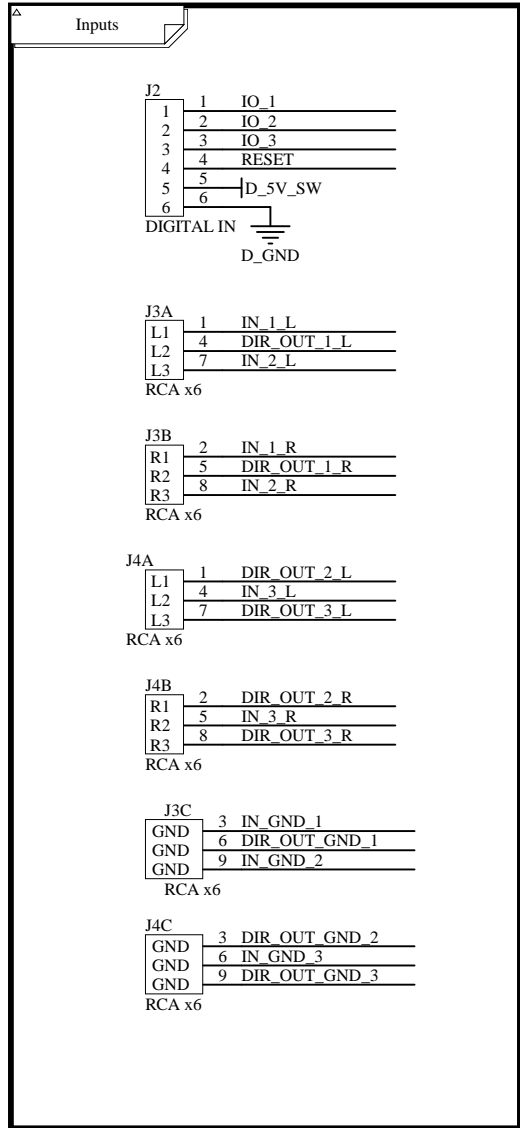 Inputs
J2
1 1 IO_1
2 2 IO_2
3 3 IO_3
4 4 RESET
5 5 D_5V_SW
6 6
DIGITAL IN
D_GND
J3A
L1 1 IN_1_L
L2 4 DIR_OUT_1_L
L3 7 IN_2_L
RCA x6
J3B
R1 2 IN_1_R
R2 5 DIR_OUT_1_R
R3 8 IN_2_R
RCA x6
J4A
L1 1 DIR_OUT_2_L
L2 4 IN_3_L
L3 7 DIR_OUT_3_L
RCA x6
J4B
R1 2 DIR_OUT_2_R
R2 5 IN_3_R
R3 8 DIR_OUT_3_R
RCA x6
J3C
GND 3 IN_GND_1
GND 6 DIR_OUT_GND_1
GND 9 IN_GND_2
RCA x6
J4C
GND 3 DIR_OUT_GND_2
GND 6 IN_GND_3
GND 9 DIR_OUT_GND_3
RCA x6